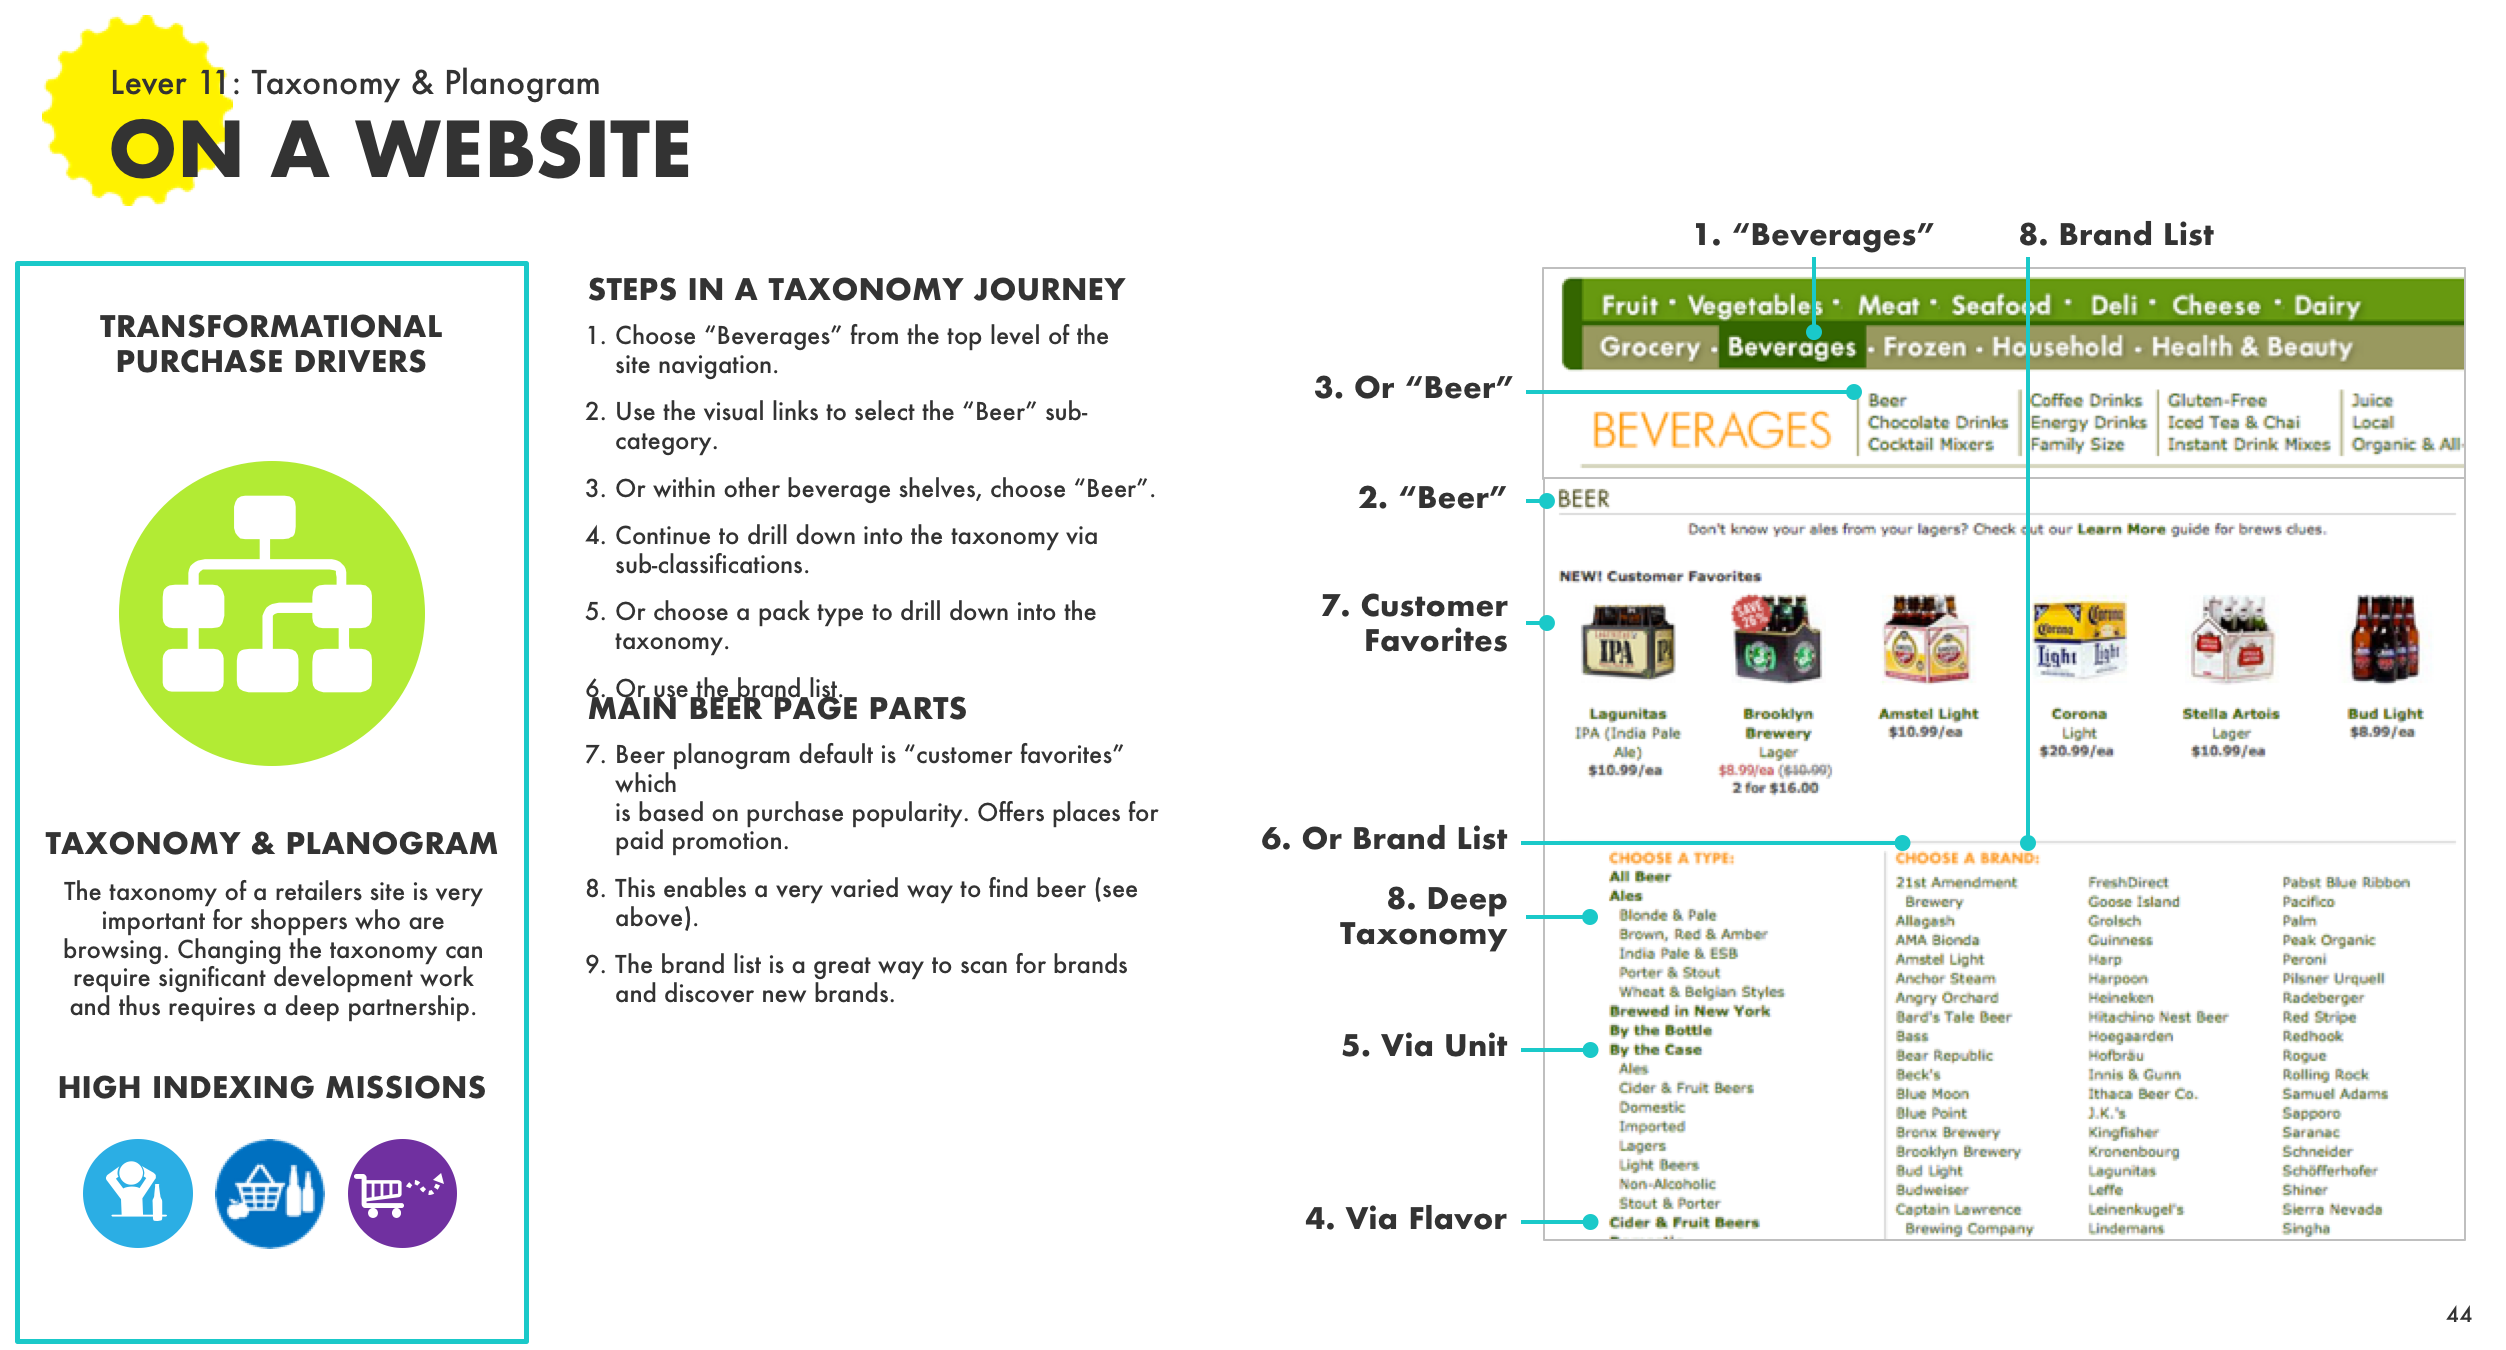 Lever 11: Taxonomy & Planogram
ON A WEBSITE
TRANSFORMATIONAL
PURCHASE DRIVERS
TAXONOMY & PLANOGRAM
The taxonomy of a retailers site is very
important for shoppers who are
browsing. Changing the taxonomy can
require significant development work
and thus requires a deep partnership.
HIGH INDEXING MISSIONS
STEPS IN A TAXONOMY JOURNEY
1. Choose “Beverages” from the top level of the
site navigation.
2. Use the visual links to select the “Beer” sub-
category.
3. Or within other beverage shelves, choose “Beer”.
4. Continue to drill down into the taxonomy via
sub-classifications.
5. Or choose a pack type to drill down into the
taxonomy.
6. Or use the brand list.
MAIN BEER PAGE PARTS
7. Beer planogram default is “customer favorites”
which
is based on purchase popularity. Offers places for
paid promotion.
8. This enables a very varied way to find beer (see
above).
9. The brand list is a great way to scan for brands
and discover new brands.
1. “Beverages”
8. Brand List
3. Or “Beer”
2. “Beer”
7. Customer
Favorites
6. Or Brand List
8. Deep
Taxonomy
5. Via Unit
4. Via Flavor
Fruit · Vegetables · Meat · Seafood · Deli · Cheese · Dairy
Grocery · Beverages · Frozen · Household · Health & Beauty
BEVERAGES
Beer
Chocolate Drinks
Cocktail Mixers
Coffee Drinks
Energy Drinks
Family Size
Gluten-Free
Iced Tea & Chai
Instant Drink Mixes
Juice
Local
Organic & All-
BEER
Don't know your ales from your lagers? Check out our Learn More guide for brews clues.
NEW! Customer Favorites
IPA
SAVE
Corona
Corona
Light
Light
Lagunitas
IPA (India Pale
Ale)
$10.99/ea
Brooklyn
Brewery
Lager
$8.99/ea ($10.99)
2 for $16.00
Amstel Light
$10.99/ea
Corona
Light
$20.99/ea
Stella Artois
Lager
$10.99/ea
Bud Light
$8.99/ea
CHOOSE A TYPE:
All Beer
Ales
Blonde & Pale
Brown, Red & Amber
India Pale & ESB
Porter & Stout
Wheat & Belgian Styles
Brewed in New York
By the Bottle
By the Case
Ales
Cider & Fruit Beers
Domestic
Imported
Lagers
Light Beers
Non-Alcoholic
Stout & Porter
Cider & Fruit Beers
CHOOSE A BRAND:
21st Amendment
Brewery
Allagash
AMA Bionda
Amstel Light
Anchor Steam
Angry Orchard
Bard's Tale Beer
Bass
Bear Republic
Beck's
Blue Moon
Blue Point
Bronx Brewery
Brooklyn Brewery
Bud Light
Budweiser
Captain Lawrence
Brewing Company
FreshDirect
Goose Island
Grolsch
Guinness
Harp
Harpoon
Heineken
Hitachino Nest Beer
Hoegaarden
Hofbräu
Innis & Gunn
Ithaca Beer Co.
J.K.'s
Kingfisher
Kronenbourg
Lagunitas
Leffe
Leinenkugel's
Lindemans
Pabst Blue Ribbon
Pacifico
Palm
Peak Organic
Peroni
Pilsner Urquell
Radeberger
Red Stripe
Redhook
Rogue
Rolling Rock
Samuel Adams
Sapporo
Saranac
Schneider
Schöfferhofer
Shiner
Sierra Nevada
Singha
44